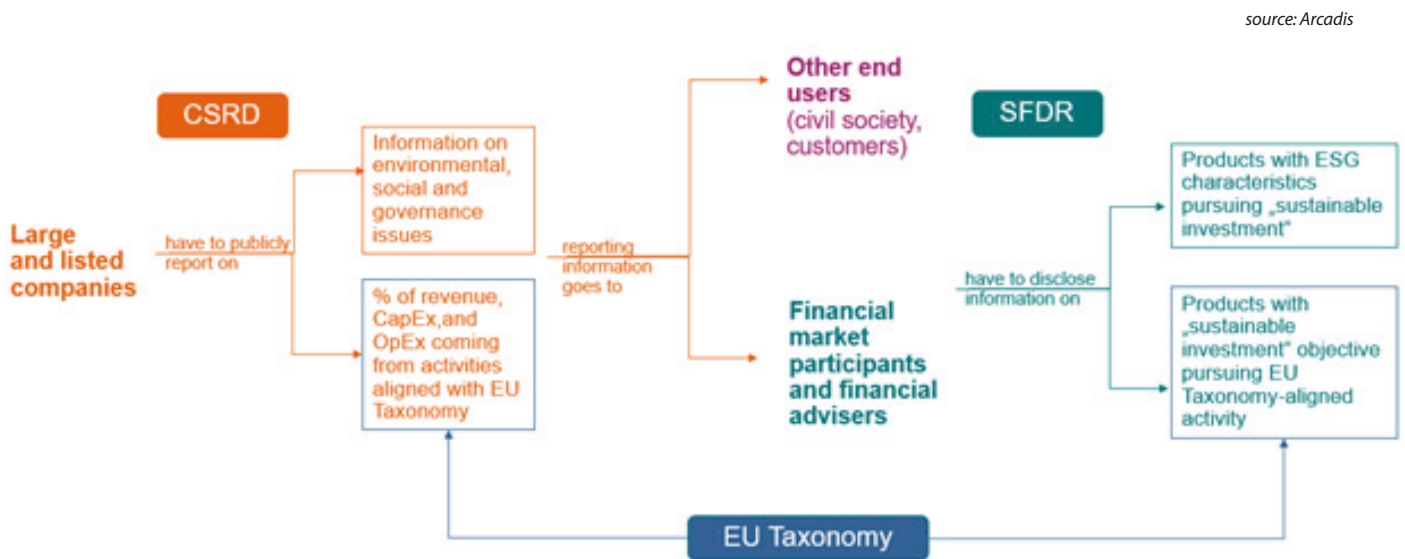 source: Arcadis
CSRD
Large
and listed
companies
have to publicly
report on
Information on
environmental,
social and
governance
issues
% of revenue,
CapEx,and
OpEx coming
from activities
aligned with EU
Taxonomy
reporting
information
goes to
Other end
users
(civil society,
customers)
Financial
market
participants
and financial
advisers
SFDR
have to disclose
information on
Products with ESG
characteristics
pursuing „sustainable
investment"
Products with
„sustainable
investment" objective
pursuing EU
Taxonomy-aligned
activity
EU Taxonomy